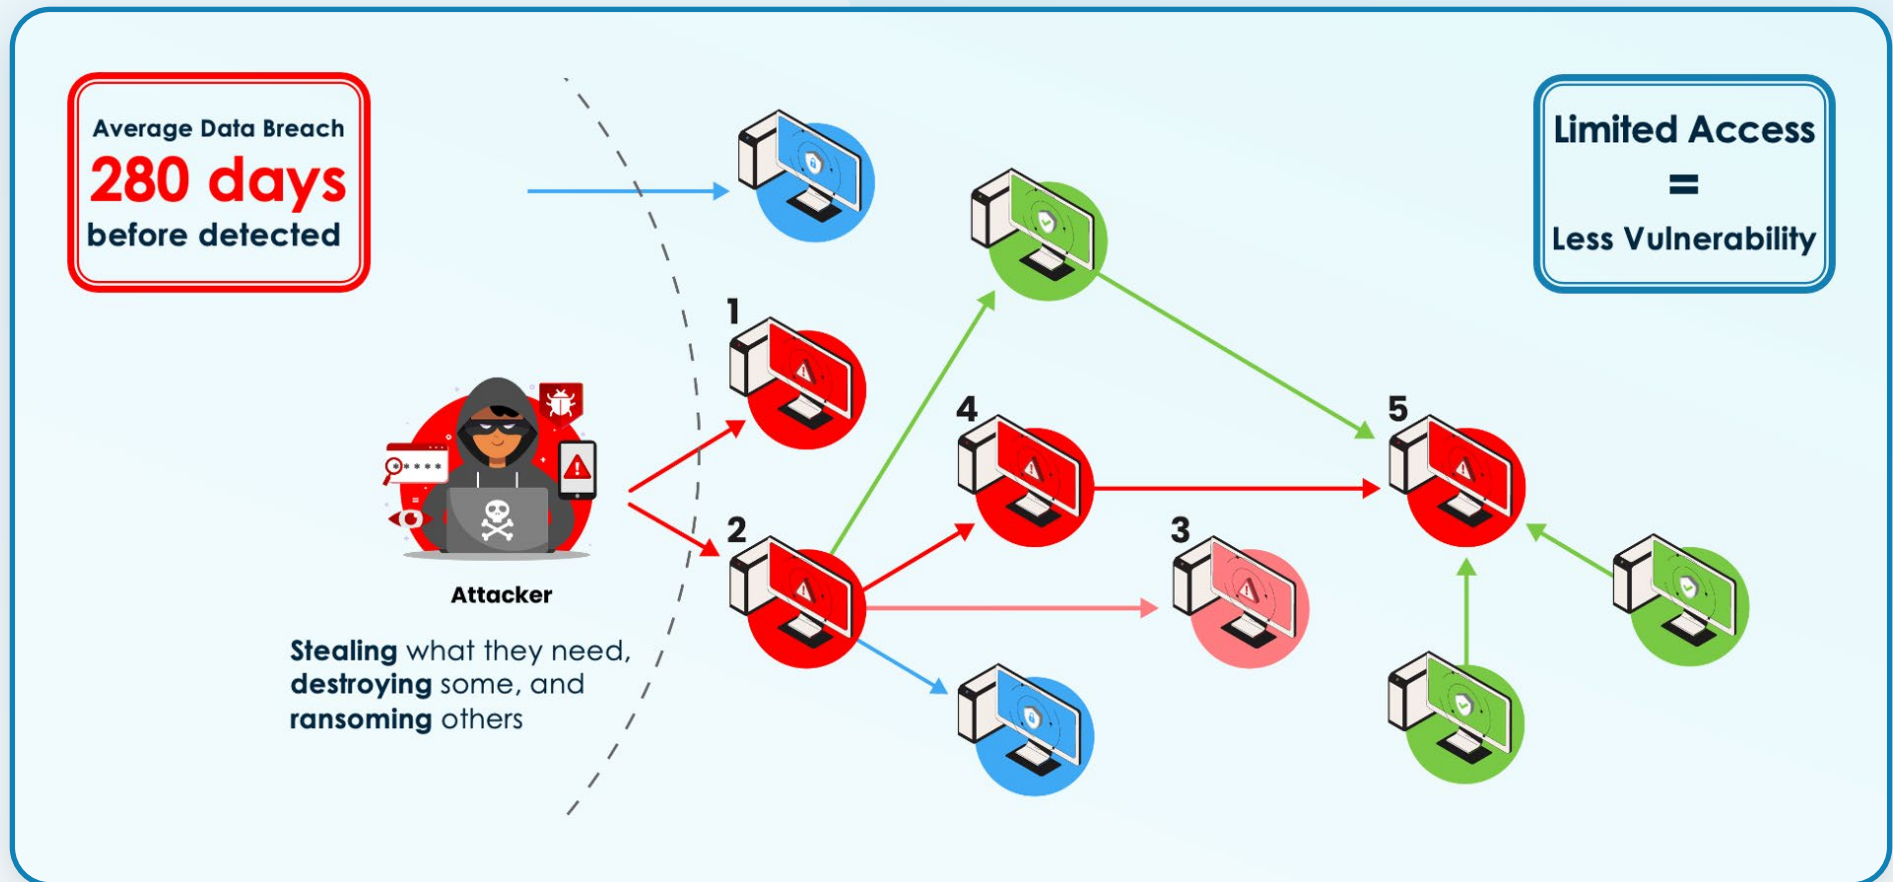 Average Data Breach
280 days
before detected
Limited Access
=
Less Vulnerability
1
4
5
2
3
*****
Attacker
Stealing what they need,
destroying some, and
ransoming others